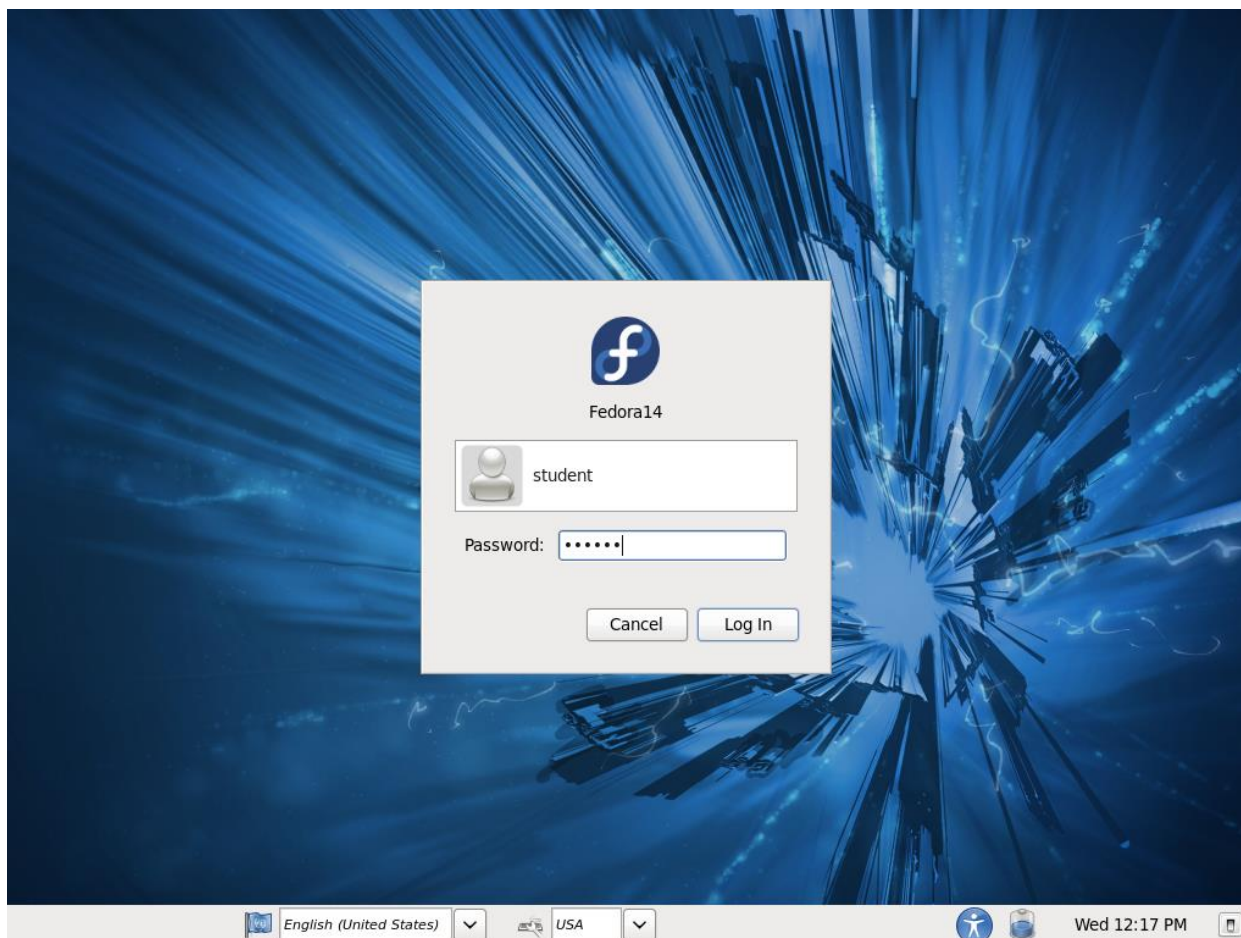 Fedora14
student
Password: ••••••
Cancel Log In
English (United States) USA Wed 12:17 PM